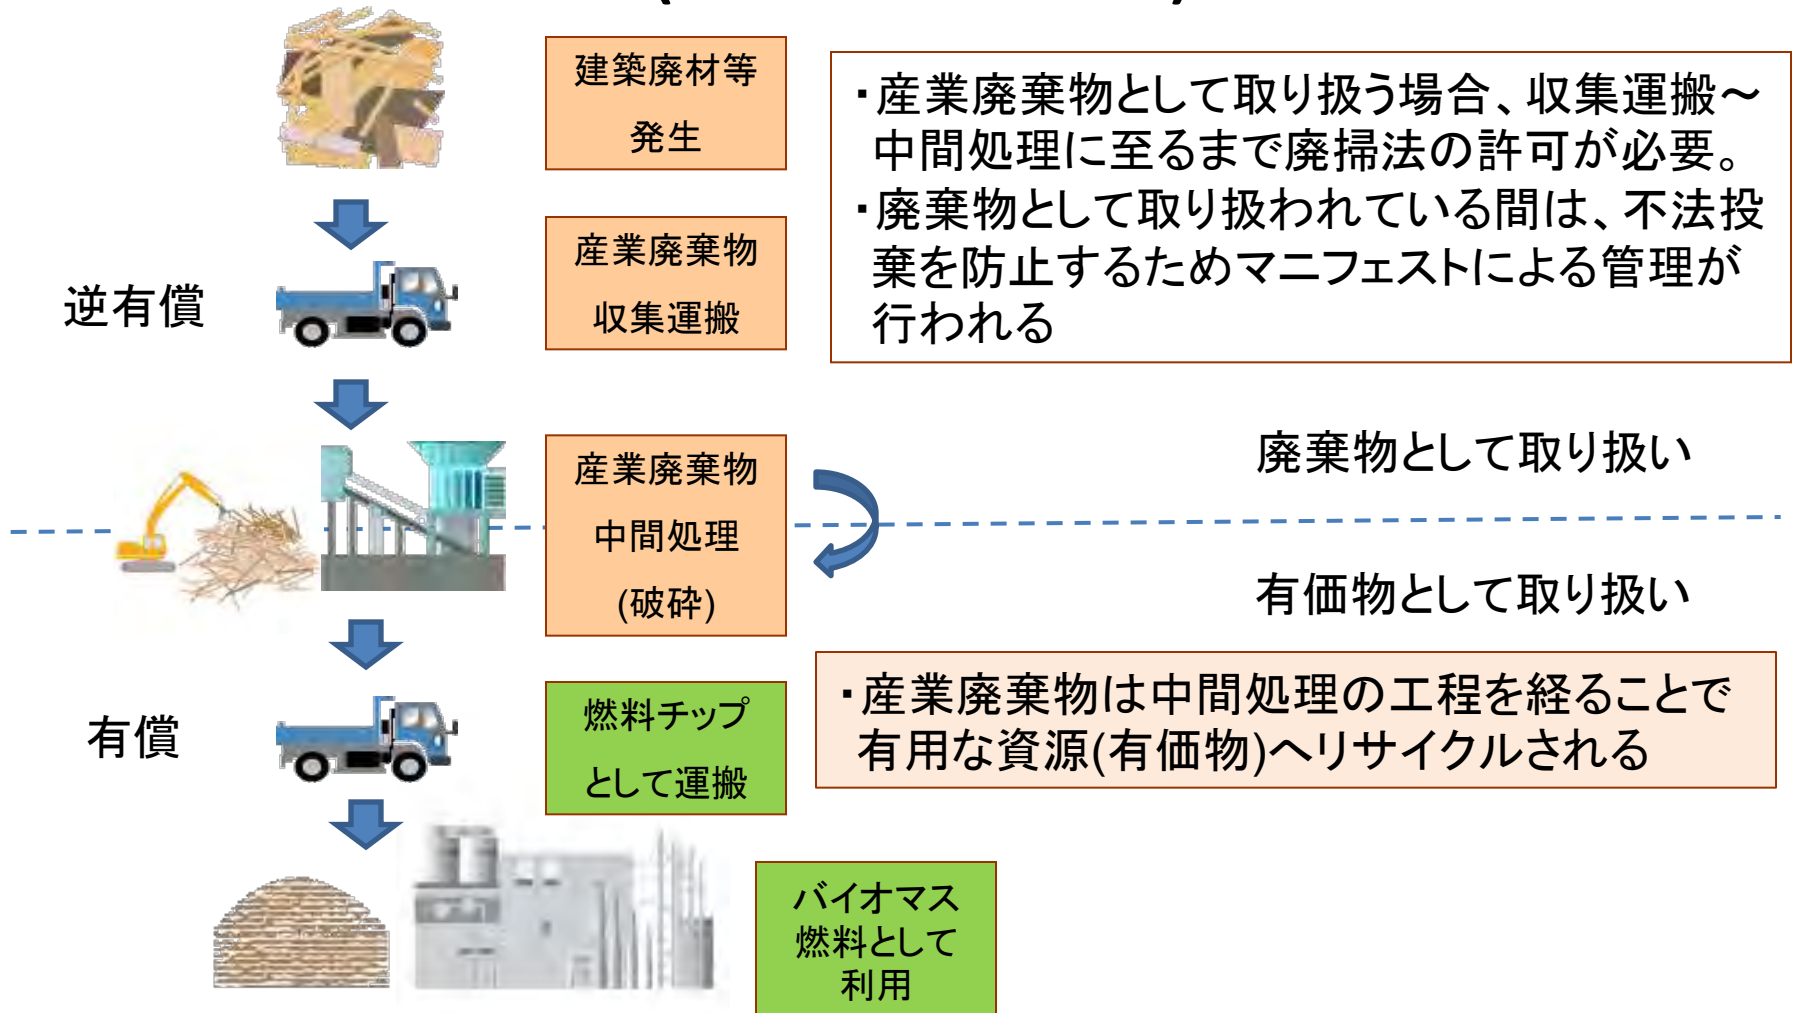 建築廃材等
発生
・産業廃棄物として取り扱う場合、収集運搬～
中間処理に至るまで廃掃法の許可が必要。
・廃棄物として取り扱われている間は、不法投
棄を防止するためマニフェストによる管理が
行われる
逆有償
産業廃棄物
収集運搬
産業廃棄物
中間処理
(破砕)
廃棄物として取り扱い
有価物として取り扱い
有償
燃料チップ
として運搬
・産業廃棄物は中間処理の工程を経ることで
有用な資源(有価物)へリサイクルされる
バイオマス
燃料として
利用